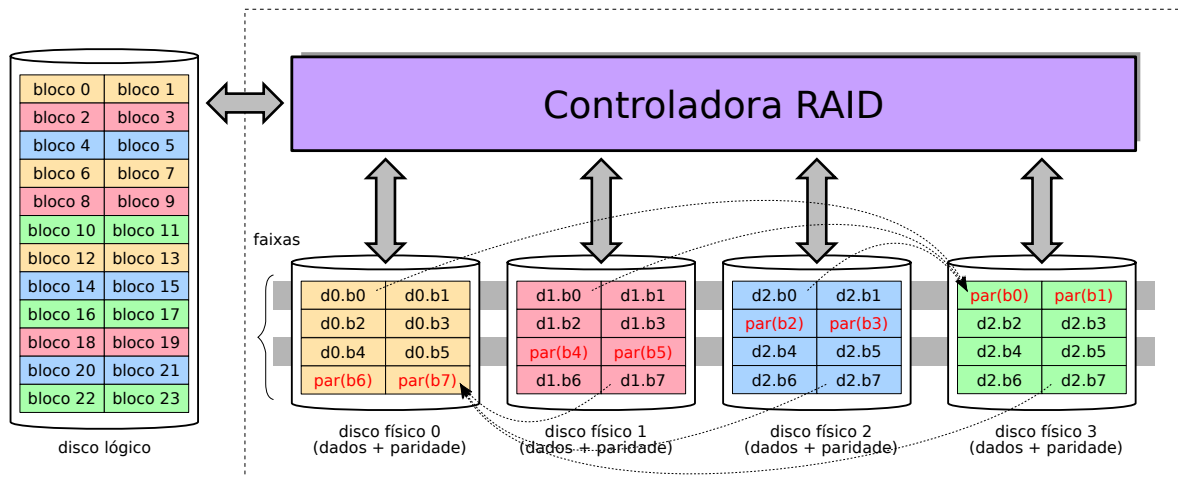 Controladora RAID
bloco 0 bloco 1
bloco 2 bloco 3
bloco 4 bloco 5
bloco 6 bloco 7
bloco 8 bloco 9
bloco 10 bloco 11
bloco 12 bloco 13
bloco 14 bloco 15
bloco 16 bloco 17
bloco 18 bloco 19
bloco 20 bloco 21
bloco 22 bloco 23
disco lógico
faixas
d0.b0 d0.b1
d0.b2 d0.b3
d0.b4 d0.b5
par(b6) par(b7)
disco físico 0
(dados + paridade)
d1.b0 d1.b1
d1.b2 d1.b3
par(b4) par(b5)
d1.b6 d1.b7
disco físico 1
(dados + paridade)
d2.b0 d2.b1
par(b2) par(b3)
d2.b4 d2.b5
d2.b6 d2.b7
disco físico 2
(dados + paridade)
par(b0) par(b1)
d2.b2 d2.b3
d2.b4 d2.b5
d2.b6 d2.b7
disco físico 3
(dados + paridade)